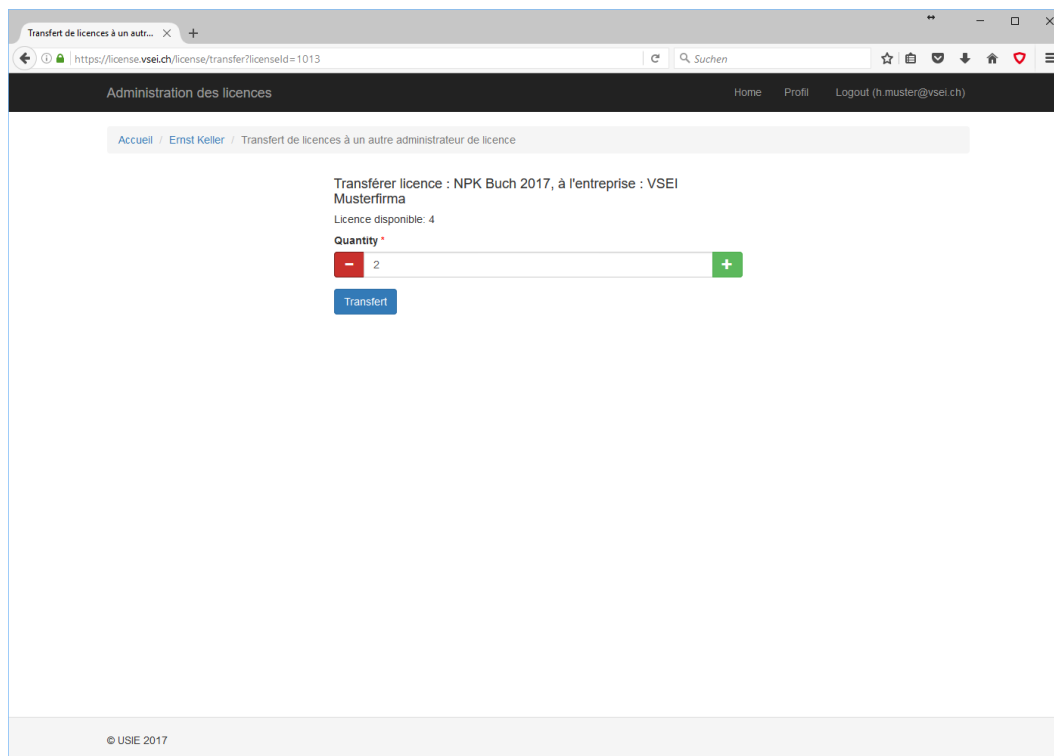 Transfert de licences à un autr...
https://license.vsei.ch/license/transfer?licenseId=1013
Suchen
Administration des licences
Home Profil Logout (h.muster@vsei.ch)
Accueil / Ernst Keller / Transfert de licences à un autre administrateur de licence
Transférer licence : NPK Buch 2017, à l'entreprise : VSEI
Musterfirma
Licence disponible: 4
Quantity *
2
Transfert
© USIE 2017